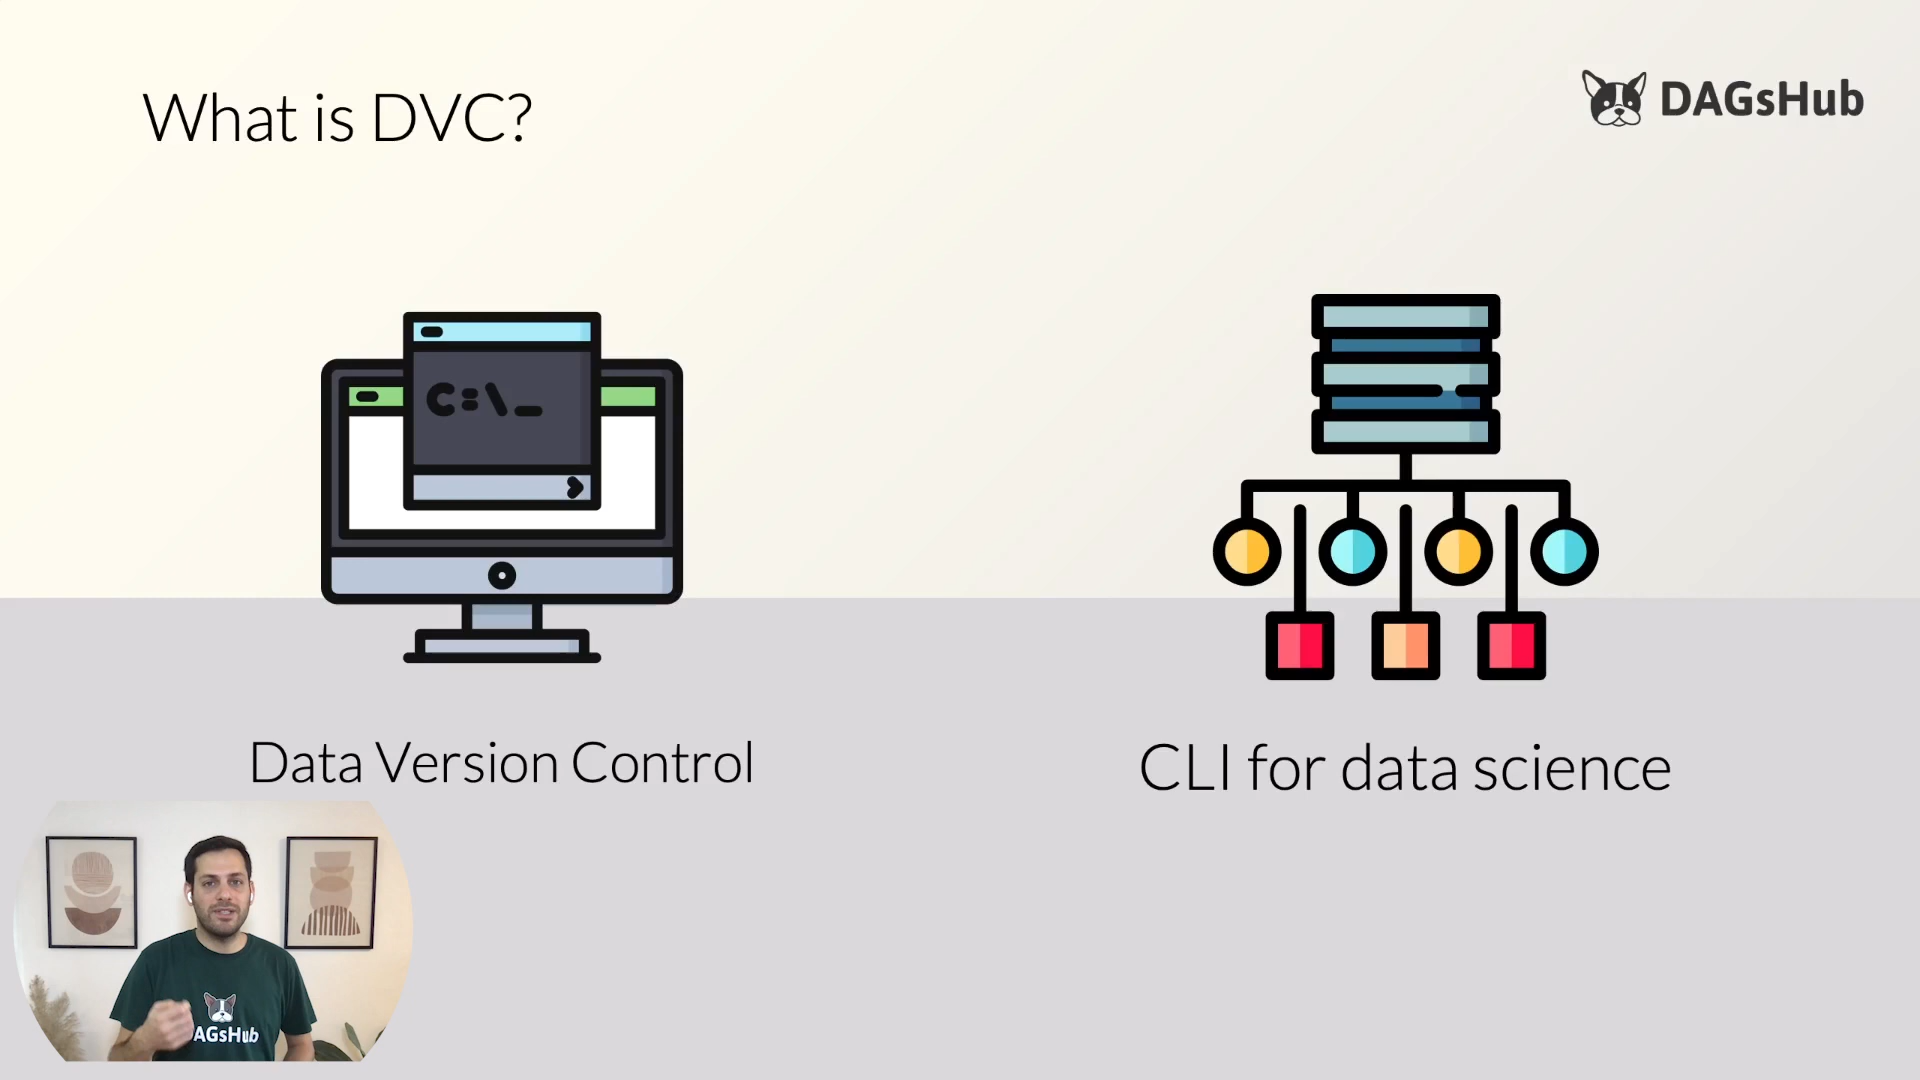 What is DVC?
DAGsHub
C:\_
Data Version Control
CLI for data science
AGsHub